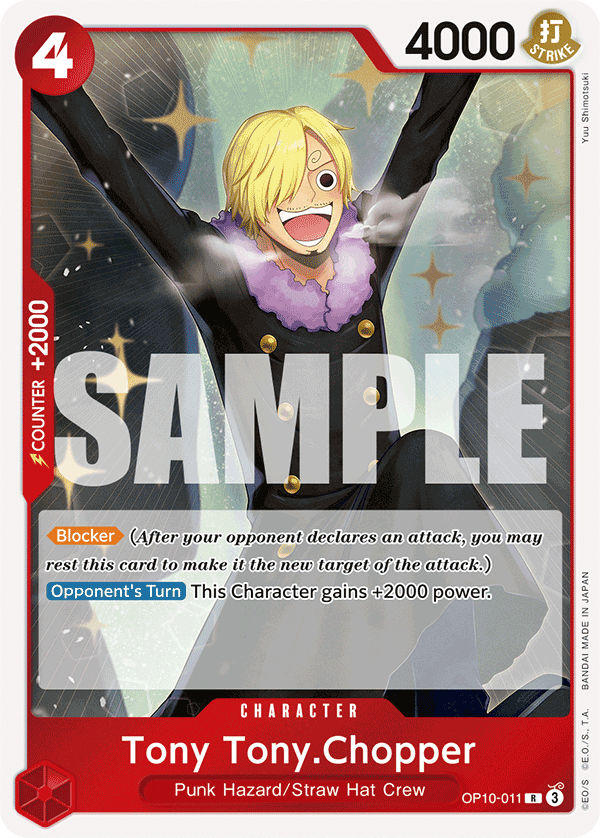 4
4000
打
STRIKE
Yuu Shimotsuki
COUNTER +2000
SAMPLE
Blocker (After your opponent declares an attack, you may
rest this card to make it the new target of the attack.)
Opponent's Turn This Character gains +2000 power.
CHARACTER
Tony Tony.Chopper
Punk Hazard/Straw Hat Crew
OP10-011 R 3
©EO/S ©E.O./S., T.A. BANDAI MADE IN JAPAN